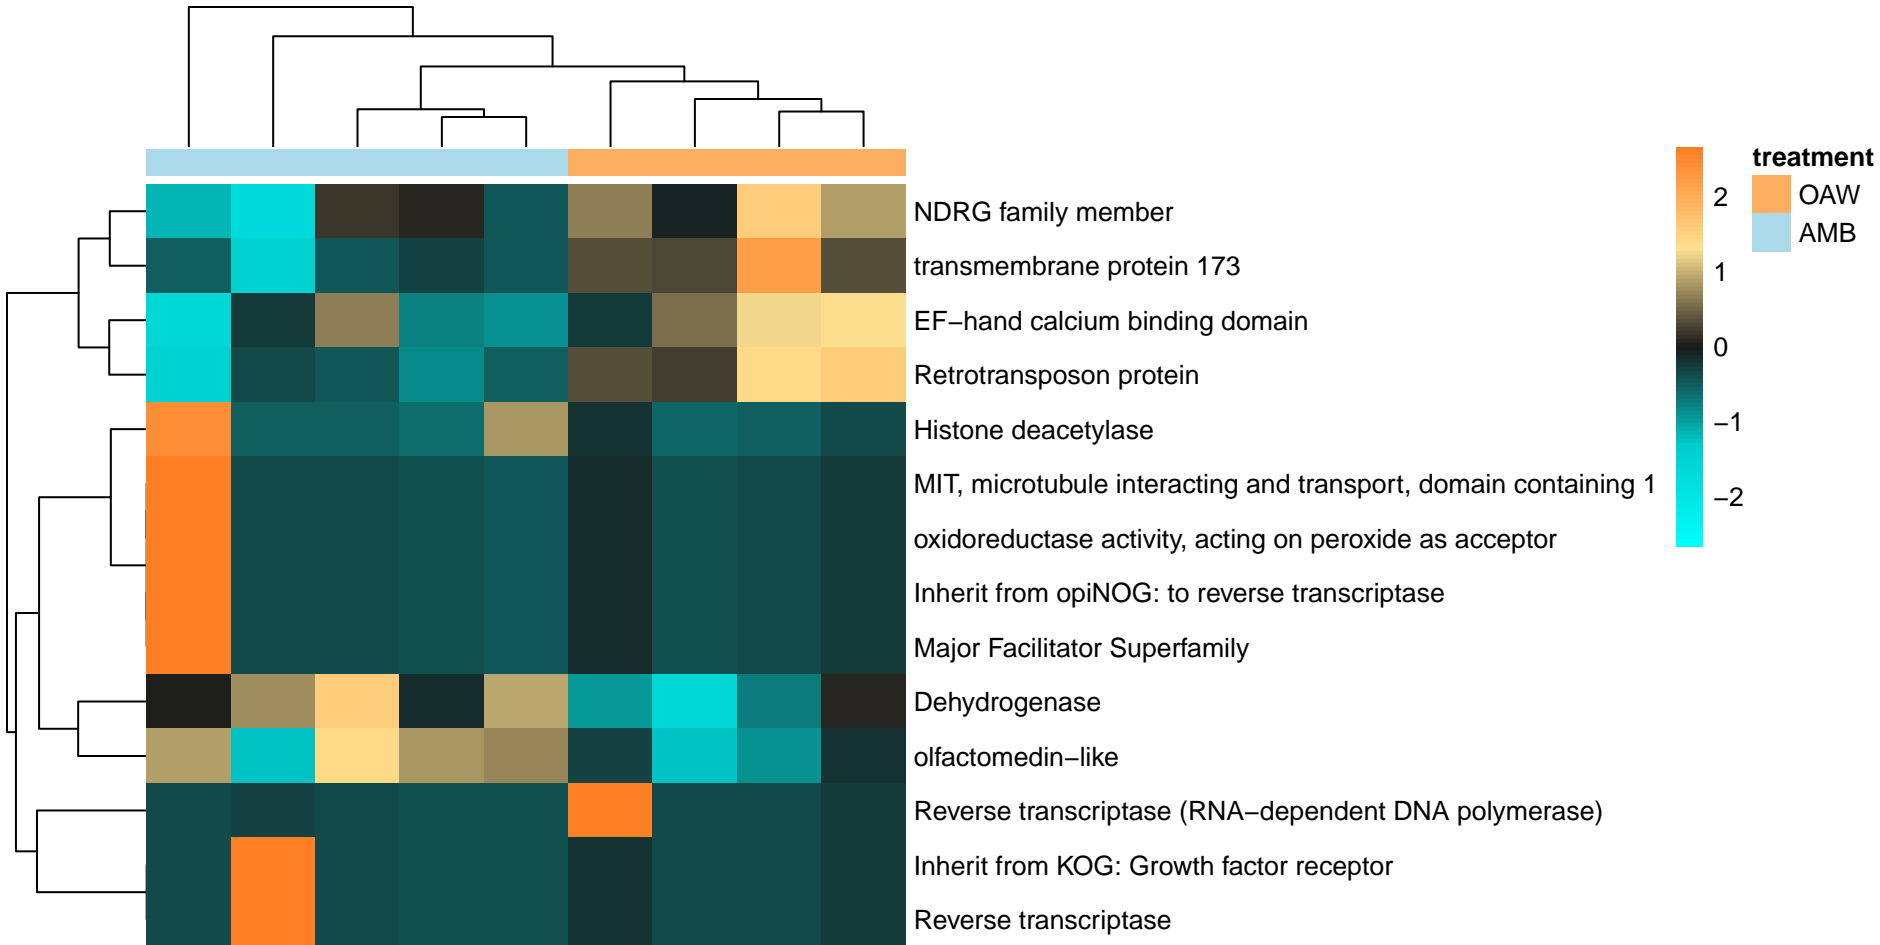 NDRG family member
transmembrane protein 173
EF−hand calcium binding domain
Retrotransposon protein
Histone deacetylase
MIT, microtubule interacting and transport, domain containing 1
oxidoreductase activity, acting on peroxide as acceptor
Inherit from opiNOG: to reverse transcriptase
Major Facilitator Superfamily
Dehydrogenase
olfactomedin−like
Reverse transcriptase (RNA−dependent DNA polymerase)
Inherit from KOG: Growth factor receptor
Reverse transcriptase
2
1
0
−1
−2
treatment
OAW
AMB